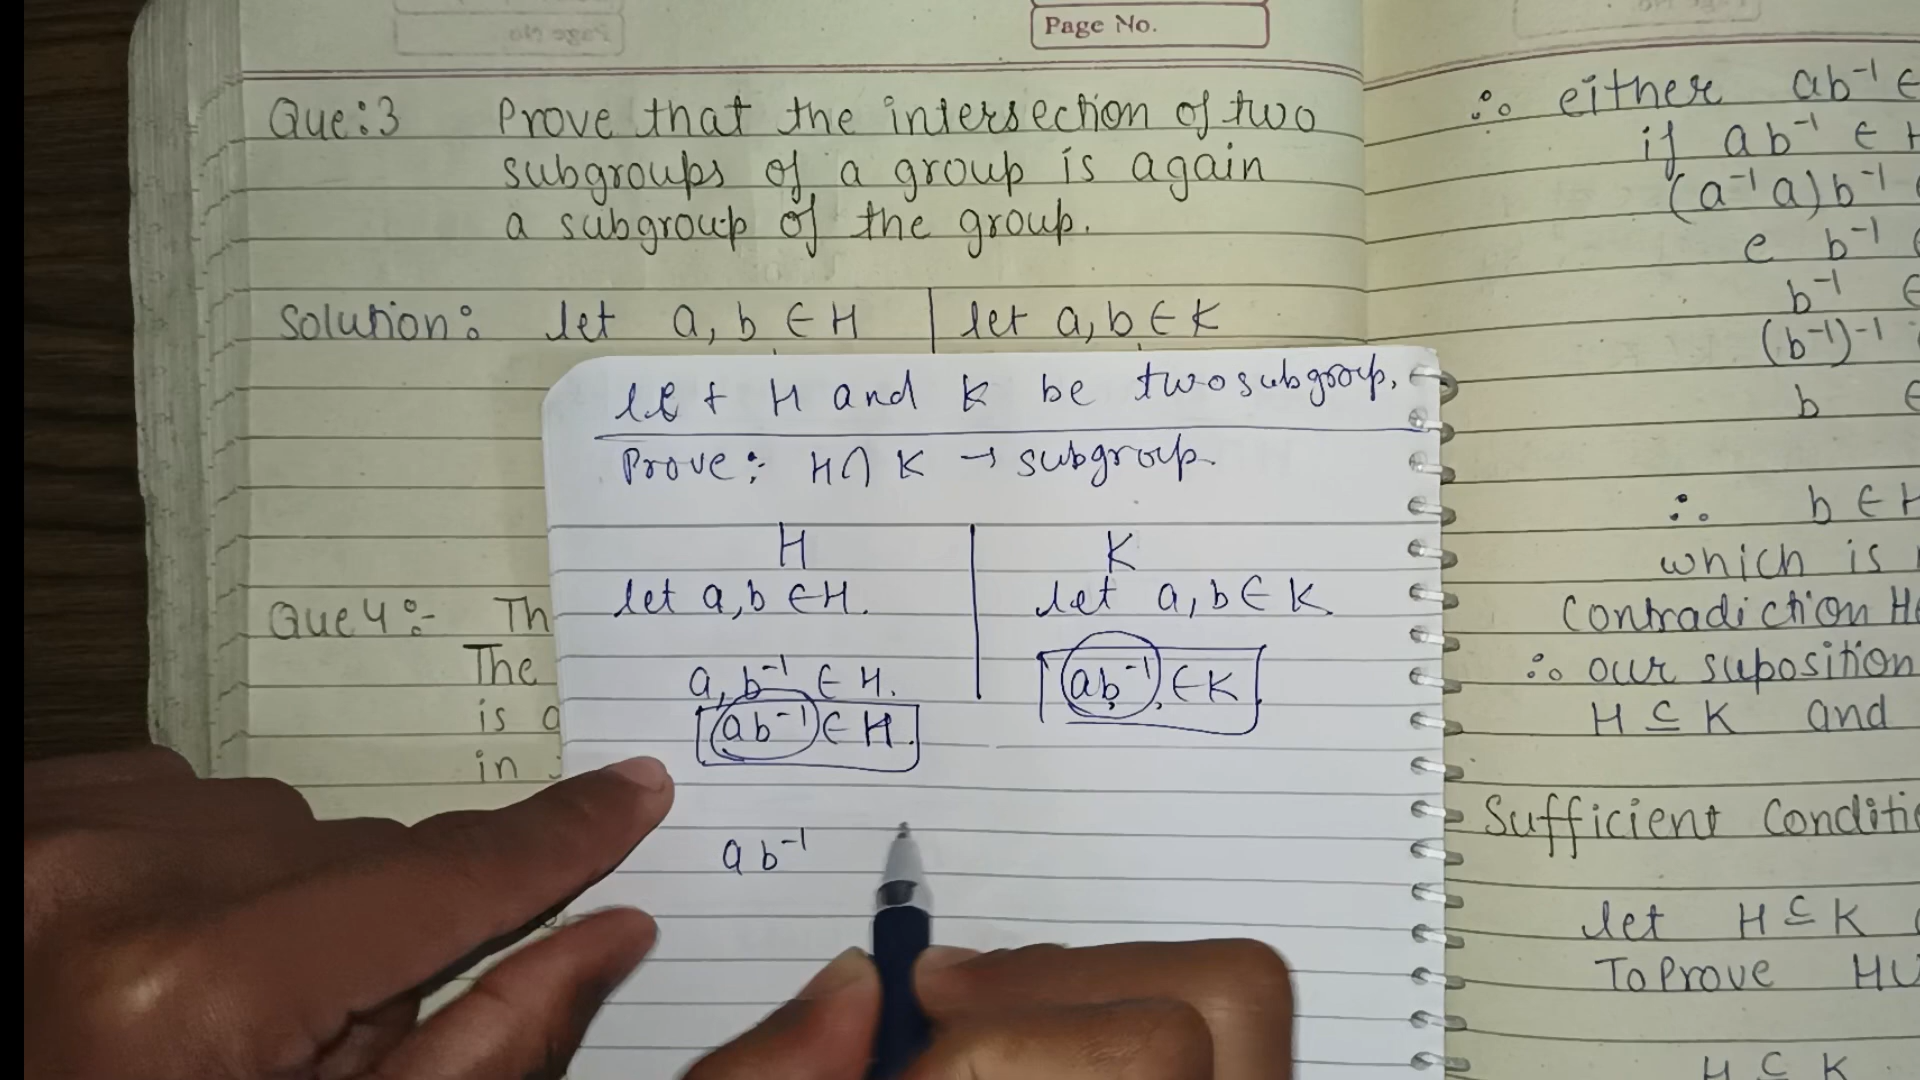 Page No.
Que:3 Prove that the intersection of two
subgroups of a group is again
a subgroup of the group.
Solution: let a, b ∈ H | let a, b ∈ K
let H and K be two subgroup.
Prove: H ∩ K → subgroup.
H | K
let a, b ∈ H. | let a, b ∈ K.
a, b⁻¹ ∈ H. | ab⁻¹ ∈ K
ab⁻¹ ∈ H.
ab⁻¹
Que 4:- Th
The
is
in
∴ either ab⁻¹ ∈
if ab⁻¹ ∈ H
(a⁻¹a)b⁻¹
e b⁻¹
b⁻¹ ∈
(b⁻¹)⁻¹
b ∈
∴ b ∈ H
which is
Contradiction H
∴ our suposition
H ⊆ K and
Sufficient Conditi
let H ⊆ K
To Prove HU
H ⊆ K